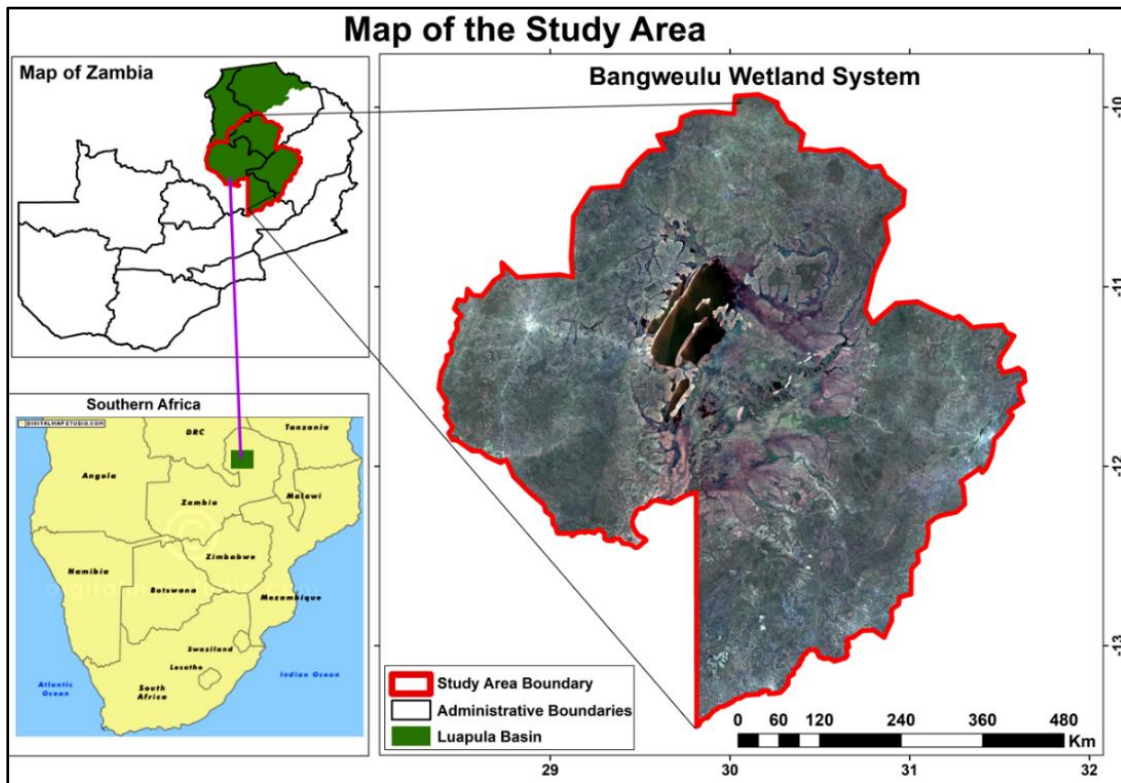 Map of the Study Area
Map of Zambia
Bangweulu Wetland System
-10
-11
-12
-13
29
30
31
32
Southern Africa
DIGITALMAPSTUDIO.COM
DRC
Tanzania
Angola
Zambia
Malawi
©
Zimbabwe
Namibia
Botswana
Mozambique
Swaziland
Lesotho
South
Africa
Atlantic
Ocean
Indian Ocean
Study Area Boundary
Administrative Boundaries
Luapula Basin
0 60 120 240 360 480
Km